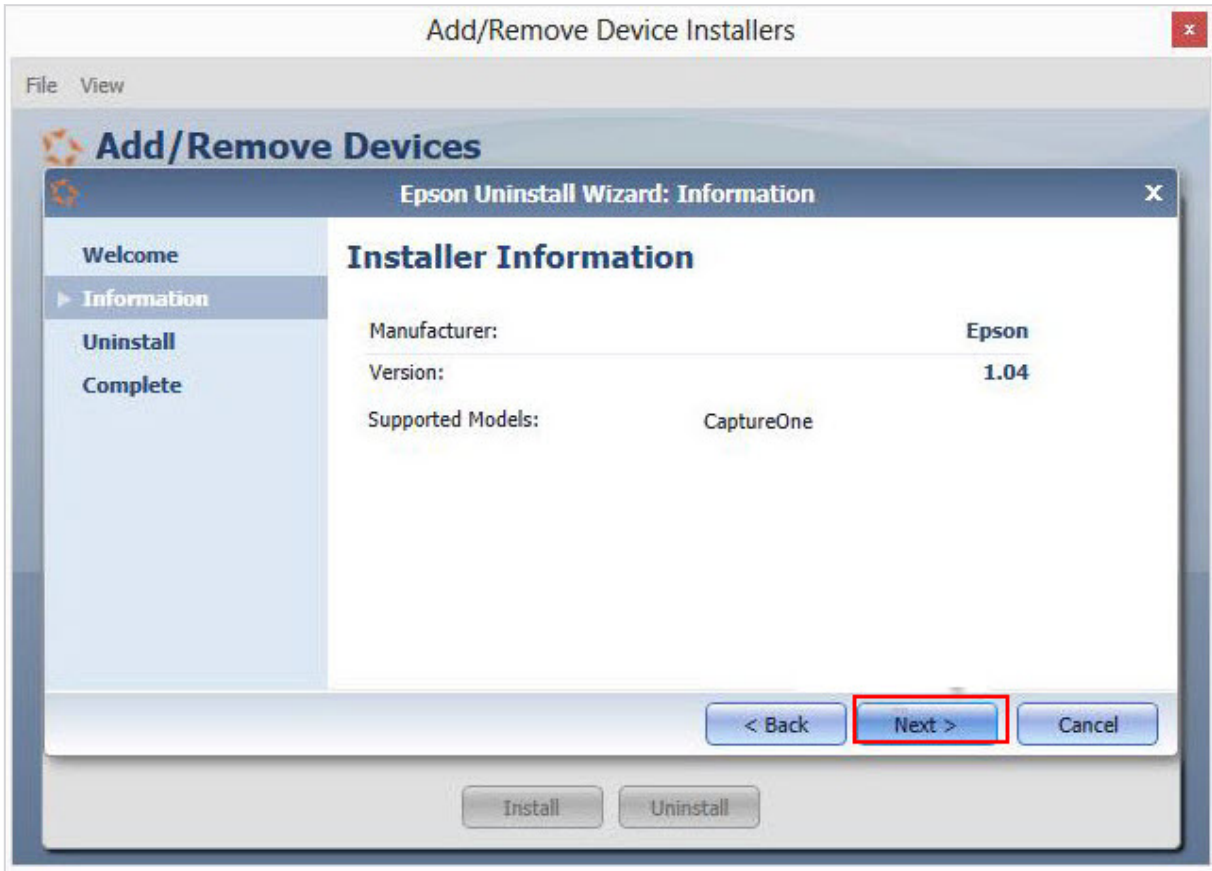 Add/Remove Device Installers
x
File View
Add/Remove Devices
Epson Uninstall Wizard: Information
x
Welcome
Information
Uninstall
Complete
Installer Information
Manufacturer: Epson
Version: 1.04
Supported Models: CaptureOne
< Back Next > Cancel
Install Uninstall